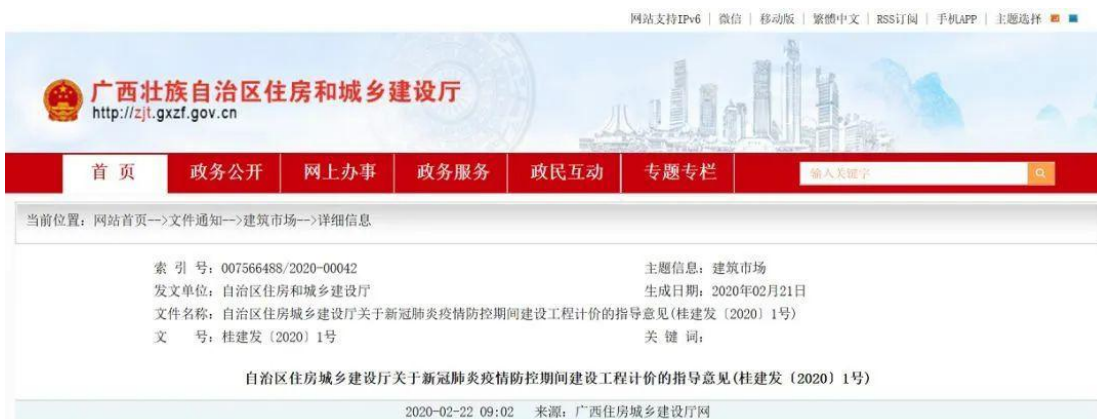 网站支持IPv6 | 微信 | 移动版 | 繁體中文 | RSS订阅 | 手机APP | 主题选择
广西壮族自治区住房和城乡建设厅
http://zjt.gxzf.gov.cn
首 页 政务公开 网上办事 政务服务 政民互动 专题专栏 输入关键字
当前位置：网站首页-->文件通知-->建筑市场-->详细信息
索 引 号：007566488/2020-00042 主题信息：建筑市场
发文单位：自治区住房和城乡建设厅 生成日期：2020年02月21日
文件名称：自治区住房城乡建设厅关于新冠肺炎疫情防控期间建设工程计价的指导意见(桂建发〔2020〕1号)
文 号：桂建发〔2020〕1号 关 键 词：
自治区住房城乡建设厅关于新冠肺炎疫情防控期间建设工程计价的指导意见(桂建发〔2020〕1号)
2020-02-22 09:02 来源：广西住房城乡建设厅网